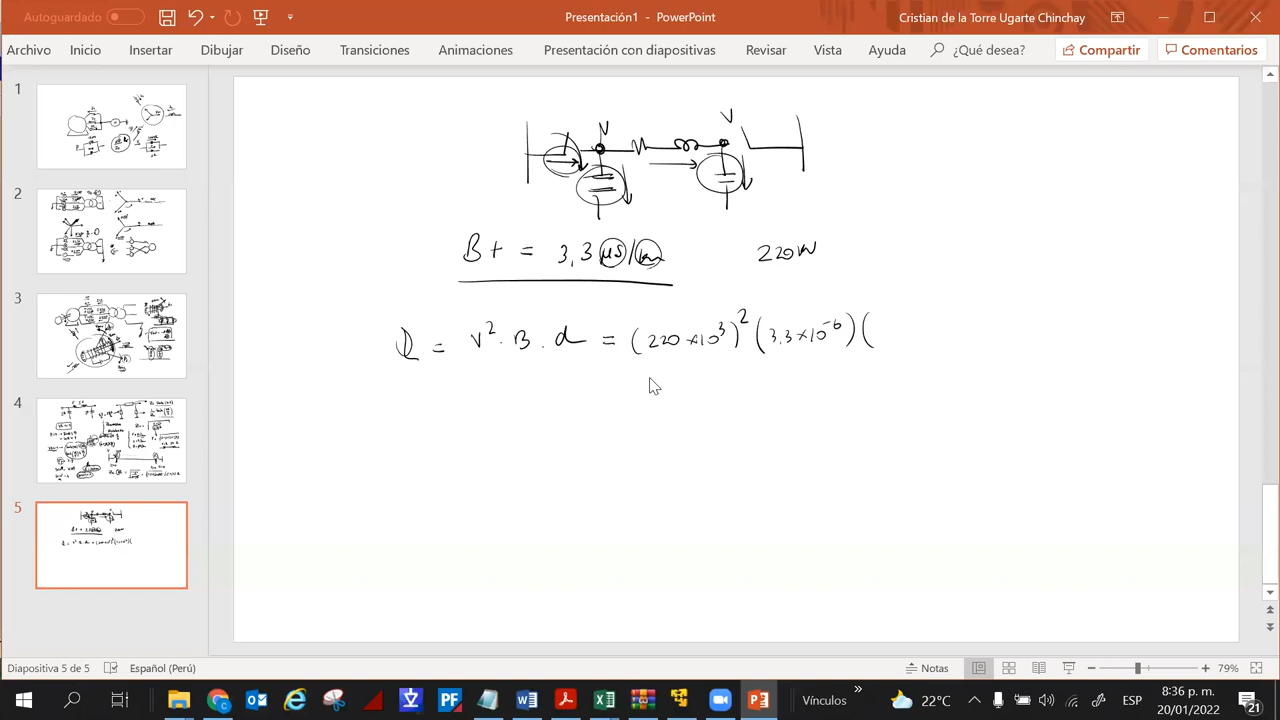 Autoguardado
Presentación1 - PowerPoint
Cristian de la Torre Ugarte Chinchay
Archivo Inicio Insertar Dibujar Diseño Transiciones Animaciones Presentación con diapositivas Revisar Vista Ayuda ¿Qué desea? Compartir Comentarios
1
2
3
4
5
V V
Bt = 3,3 µS/km 220kV
Q = V². B. d = (220×10³)² (3.3×10⁻⁶)(
Diapositiva 5 de 5 Español (Perú) Notas 79%
Vínculos » 22°C ESP 8:36 p. m.
20/01/2022 21